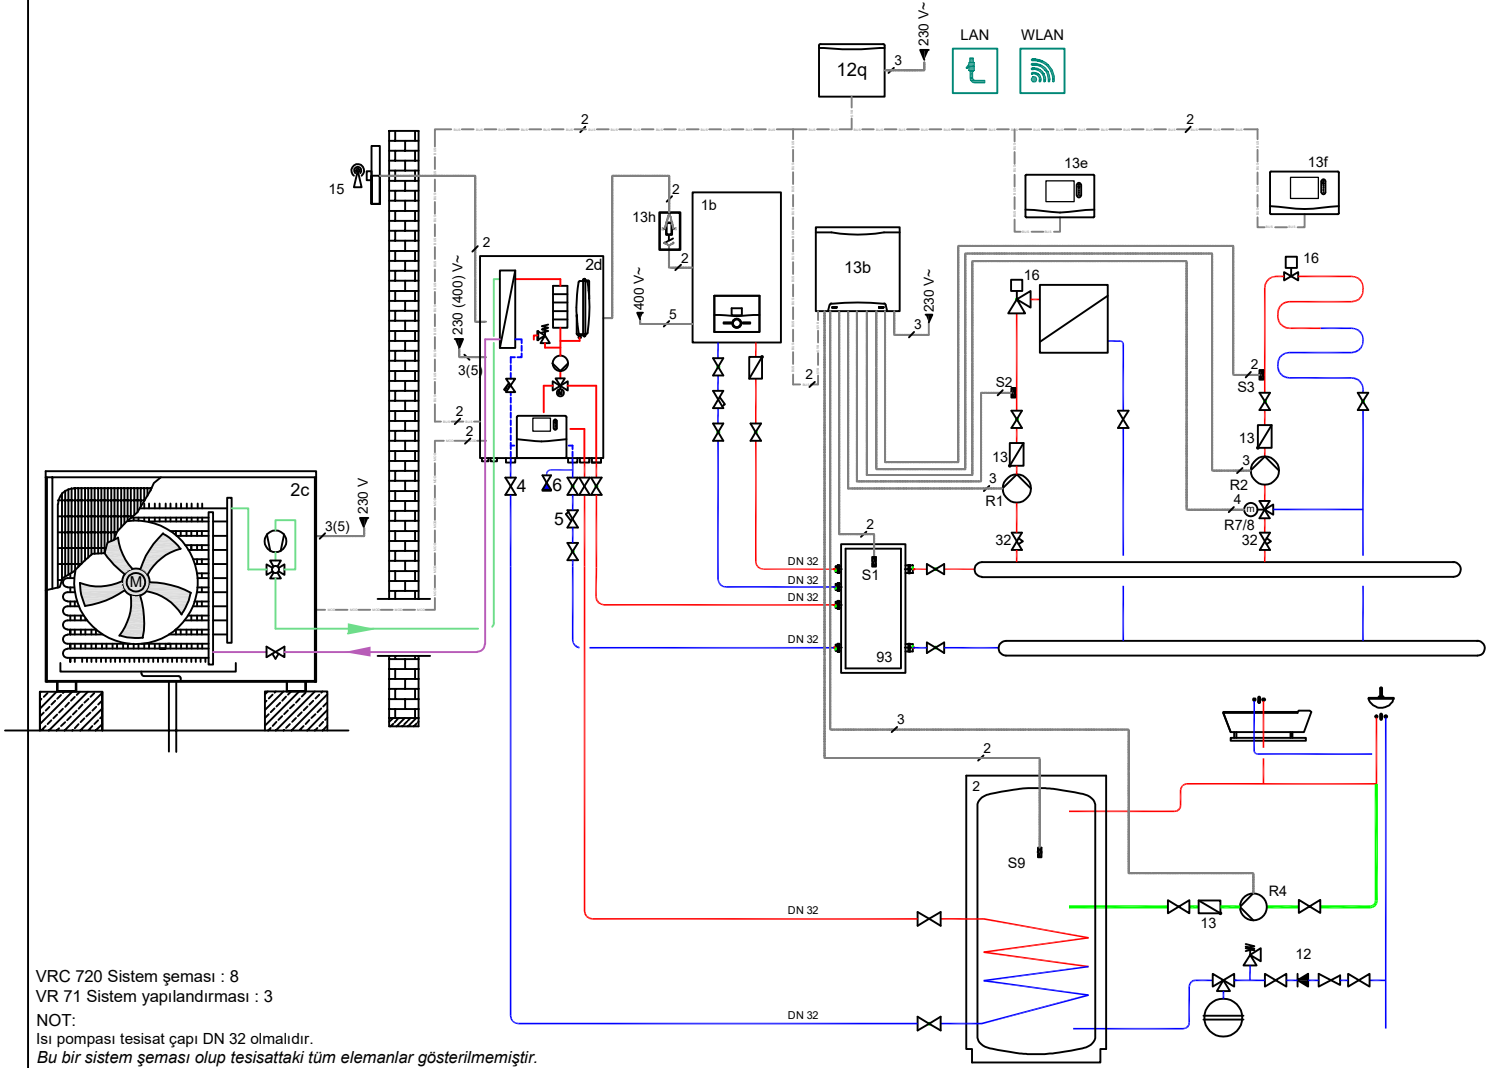 230 V~
LAN
WLAN
12q
3
2
2
13e
13f
15
2
13h
1b
2
2
2d
13b
16
16
230 (400) V~
400 V~
5
3
230 V~
3(5)
2
S2
2
S3
2
2
13
13
3
R1
3
R2
4
R7/8
32
32
2c
230 V
3(5)
4
6
5
2
S1
DN 32
DN 32
DN 32
DN 32
93
3
2
2
S9
R4
13
DN 32
12
DN 32
M
m
VRC 720 Sistem şeması : 8
VR 71 Sistem yapılandırması : 3
NOT:
Isı pompası tesisat çapı DN 32 olmalıdır.
Bu bir sistem şeması olup tesisattaki tüm elemanlar gösterilmemiştir.